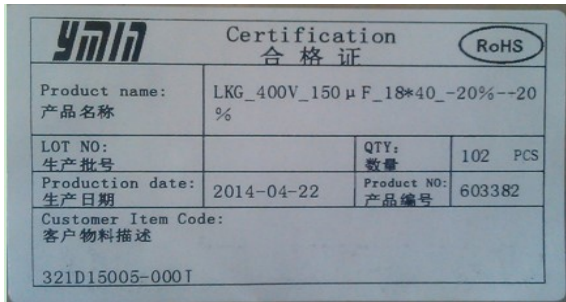 ymin
Certification
合格证
RoHS
Product name:
产品名称
LKG_400V_150μF_18*40_-20%--20
%
LOT NO:
生产批号
QTY:
数量
102 PCS
Production date:
生产日期
2014-04-22
Product NO:
产品编号
603382
Customer Item Code:
客户物料描述
321D15005-000T